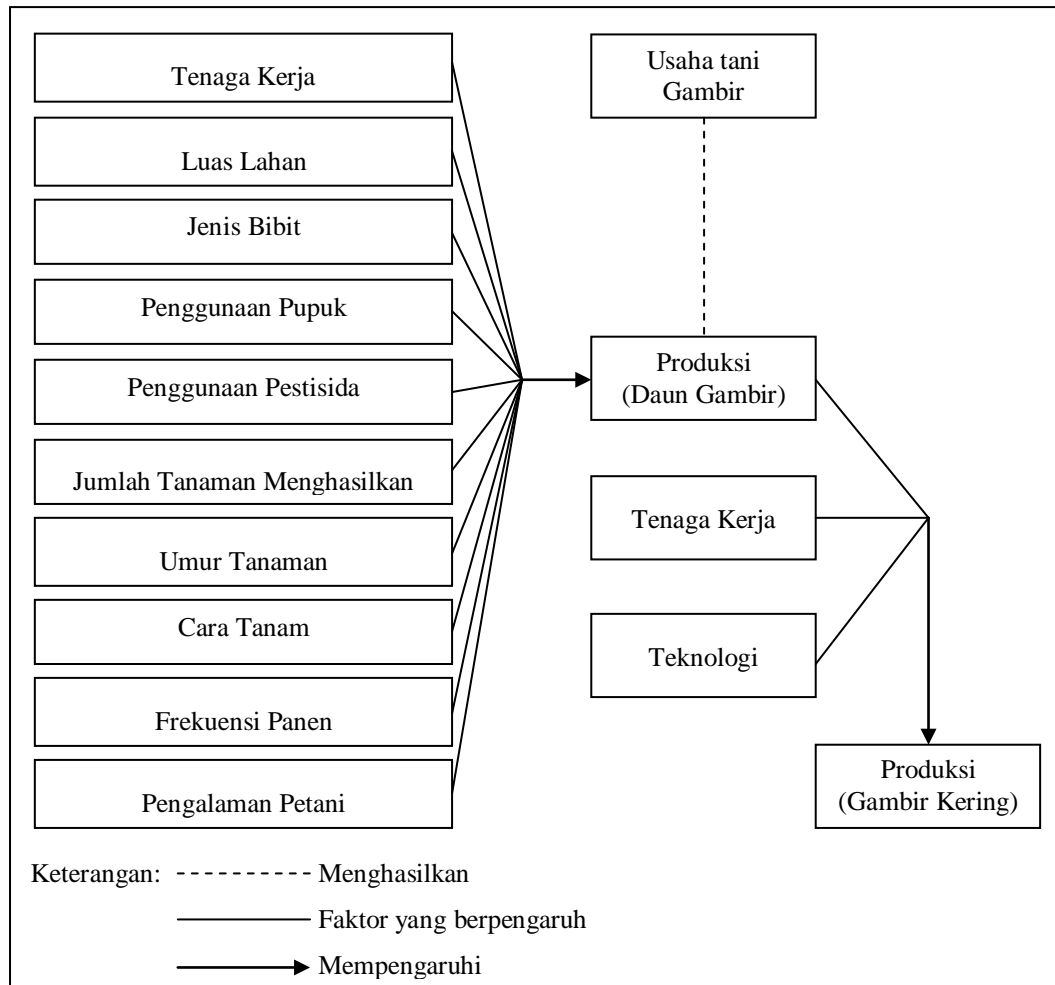 Tenaga Kerja
Luas Lahan
Jenis Bibit
Penggunaan Pupuk
Penggunaan Pestisida
Jumlah Tanaman Menghasilkan
Umur Tanaman
Cara Tanam
Frekuensi Panen
Pengalaman Petani
Usaha tani
Gambir
Produksi
(Daun Gambir)
Tenaga Kerja
Teknologi
Produksi
(Gambir Kering)
Keterangan:
Menghasilkan
Faktor yang berpengaruh
Mempengaruhi